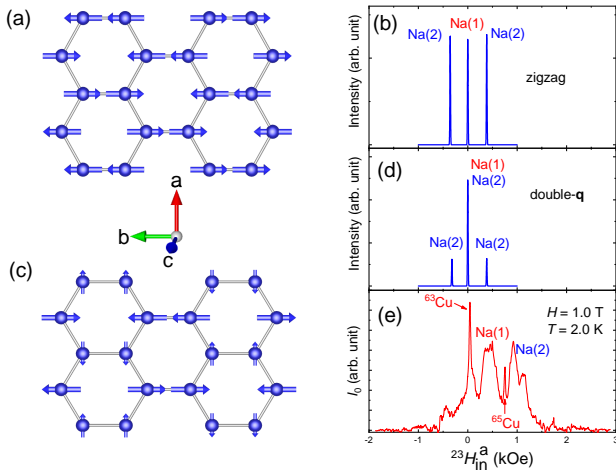 (a)
a
b
c
(c)
(b)
Na(1)
Na(2) Na(2)
zigzag
Intensity (arb. unit)
(d)
Na(1)
Na(2)
double-q
Na(2) Na(2)
Intensity (arb. unit)
(e)
63Cu
H = 1.0 T
T = 2.0 K
Na(1)
Na(2)
65Cu
I0 (arb. unit)
-2 -1 0 1 2 3
23Hina (kOe)